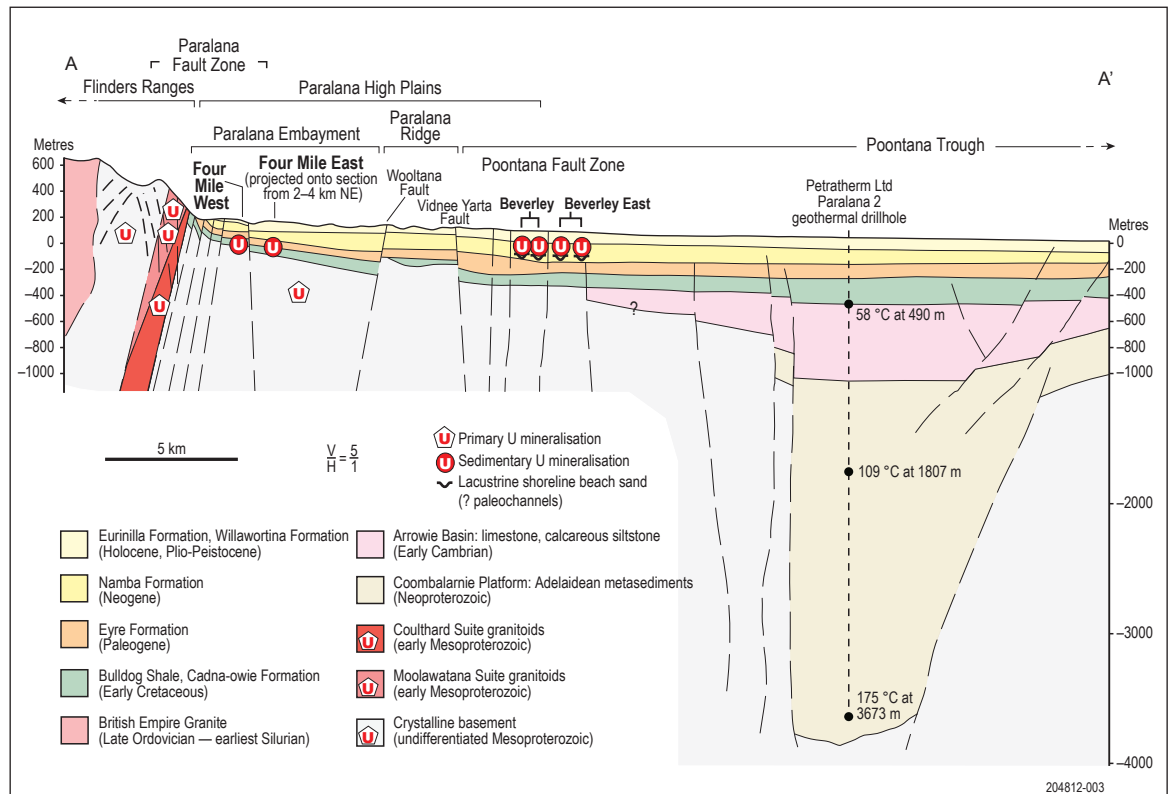 Paralana
Fault Zone
A
A'
Flinders Ranges
Paralana High Plains
Paralana Embayment
Paralana
Ridge
Poontana Fault Zone
Poontana Trough
Metres
600
400
200
0
–200
–400
–600
–800
–1000
Four
Mile
West
Four Mile East
(projected onto section
from 2–4 km NE)
Wooltana
Fault
Vidnee Yarta
Fault
Beverley
Beverley East
Petratherm Ltd
Paralana 2
geothermal drillhole
Metres
0
–200
–400
–600
–800
–1000
–2000
–3000
–4000
U
U
U
U
U
U
U
U
U
U
U
?
58 °C at 490 m
109 °C at 1807 m
175 °C at
3673 m
5 km
V
H = 5
1
U Primary U mineralisation
U Sedimentary U mineralisation
Lacustrine shoreline beach sand
(? paleochannels)
Eurinilla Formation, Willawortina Formation
(Holocene, Plio-Peistocene)
Namba Formation
(Neogene)
Eyre Formation
(Paleogene)
Bulldog Shale, Cadna-owie Formation
(Early Cretaceous)
British Empire Granite
(Late Ordovician — earliest Silurian)
Arrowie Basin: limestone, calcareous siltstone
(Early Cambrian)
Coombalarnie Platform: Adelaidean metasediments
(Neoproterozoic)
U Coulthard Suite granitoids
(early Mesoproterozoic)
U Moolawatana Suite granitoids
(early Mesoproterozoic)
U Crystalline basement
(undifferentiated Mesoproterozoic)
204812-003